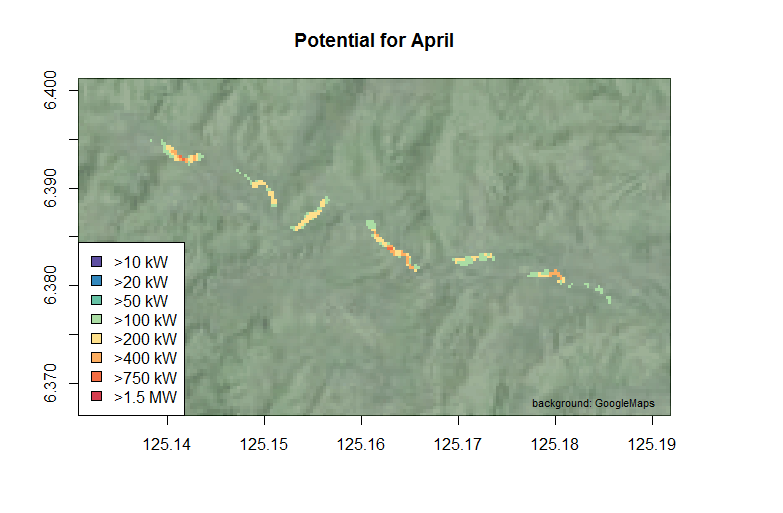 Potential for April
6.400
6.390
6.380
6.370
>10 kW
>20 kW
>50 kW
>100 kW
>200 kW
>400 kW
>750 kW
>1.5 MW
background: GoogleMaps
125.14 125.15 125.16 125.17 125.18 125.19